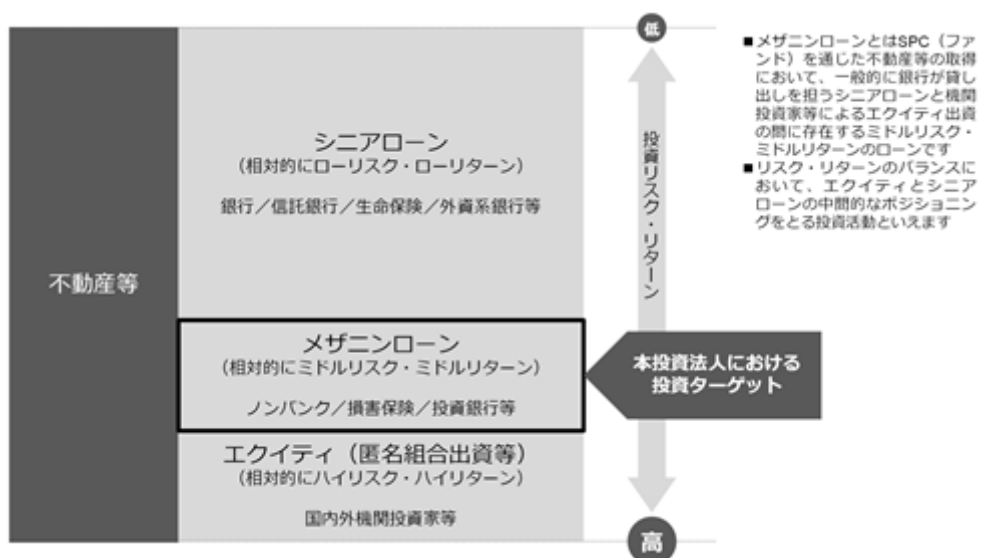 不動産等
シニアローン
(相対的にローリスク・ローリターン)
銀行／信託銀行／生命保険／外資系銀行等
メザニンローン
(相対的にミドルリスク・ミドルリターン)
ノンバンク／損害保険／投資銀行等
エクイティ（匿名組合出資等）
(相対的にハイリスク・ハイリターン)
国内外機関投資家等
低
投資リスク・リターン
高
本投資法人における
投資ターゲット
■メザニンローンとはSPC（ファ
ンド）を通じた不動産等の取得
において、一般的に銀行が貸し
出しを担うシニアローンと機関
投資家等によるエクイティ出資
の間に存在するミドルリスク・
ミドルリターンのローンです
■リスク・リターンのバランスに
おいて、エクイティとシニア
ローンの中間的なポジショニン
グをとる投資活動といえます